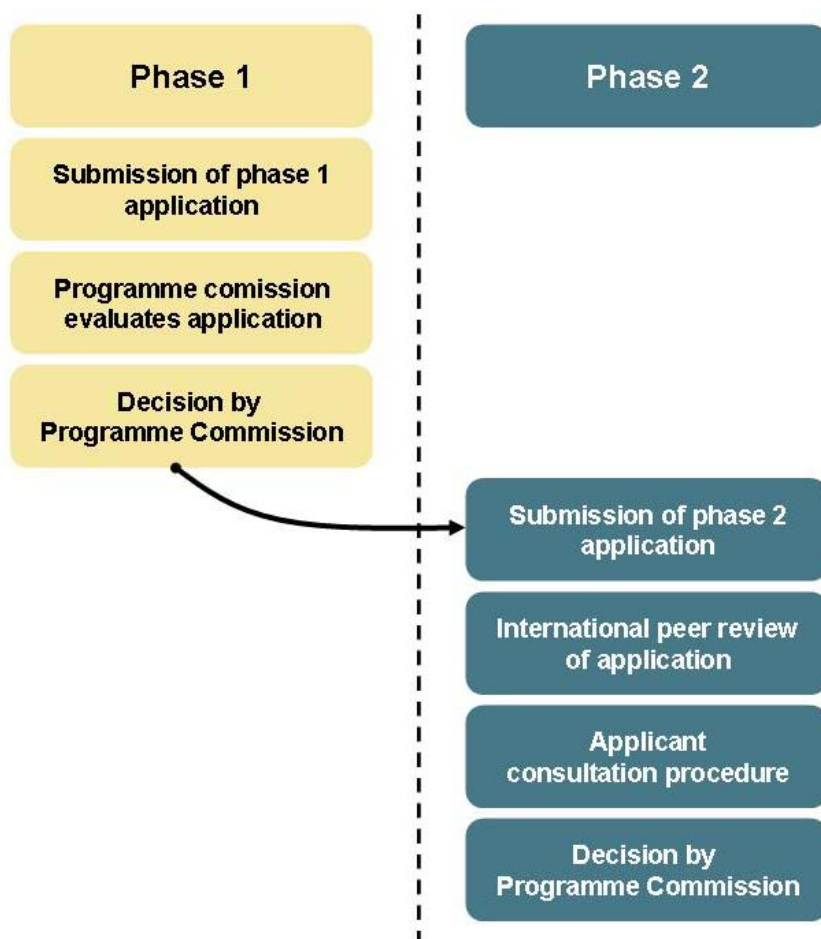 Phase 1
Submission of phase 1
application
Programme comission
evaluates application
Decision by
Programme Commission
Phase 2
Submission of phase 2
application
International peer review
of application
Applicant
consultation procedure
Decision by
Programme Commission